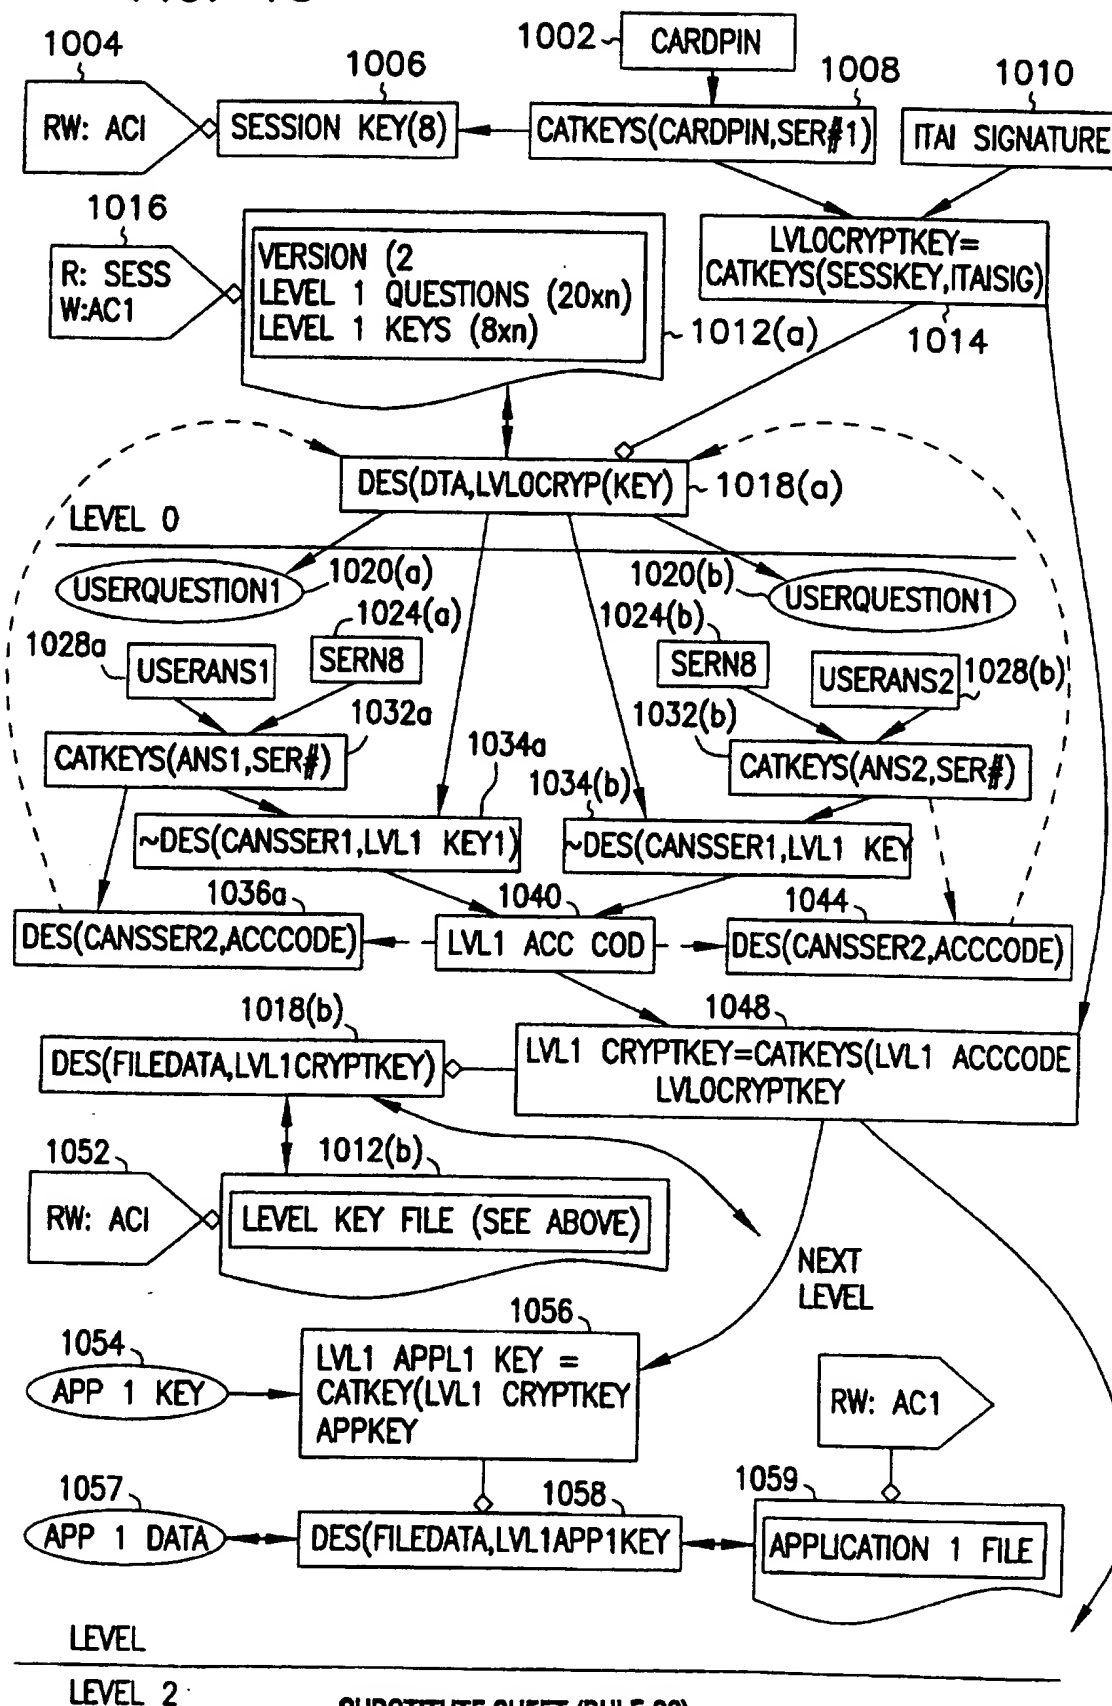 1002
CARDPIN
1004
1006
1008
1010
RW: ACI
SESSION KEY(8)
CATKEYS(CARDPIN,SER#1)
ITAI SIGNATURE
1016
R: SESS
W:AC1
VERSION (2
LEVEL 1 QUESTIONS (20xn)
LEVEL 1 KEYS (8xn)
1012(a)
LVLOCRYPTKEY=
CATKEYS(SESSKEY,ITAISIG)
1014
DES(DTA,LVLOCRYP(KEY)
1018(a)
LEVEL 0
USERQUESTION1
1020(a)
1020(b)
USERQUESTION1
1024(a)
1024(b)
1028a
USERANS1
SERN8
SERN8
USERANS2
1028(b)
1032a
1032(b)
CATKEYS(ANS1,SER#)
1034a
1034(b)
CATKEYS(ANS2,SER#)
~DES(CANSSER1,LVL1 KEY1)
~DES(CANSSER1,LVL1 KEY
1036a
1040
1044
DES(CANSSER2,ACCCODE)
LVL1 ACC COD
DES(CANSSER2,ACCCODE)
1018(b)
1048
DES(FILEDATA,LVL1CRYPTKEY)
LVL1 CRYPTKEY=CATKEYS(LVL1 ACCCODE
LVLOCRYPTKEY
1052
1012(b)
RW: ACI
LEVEL KEY FILE (SEE ABOVE)
NEXT
LEVEL
1054
1056
APP 1 KEY
LVL1 APPL1 KEY =
CATKEY(LVL1 CRYPTKEY
APPKEY
RW: AC1
1057
1058
1059
APP 1 DATA
DES(FILEDATA,LVL1APP1KEY
APPLICATION 1 FILE
LEVEL
LEVEL 2